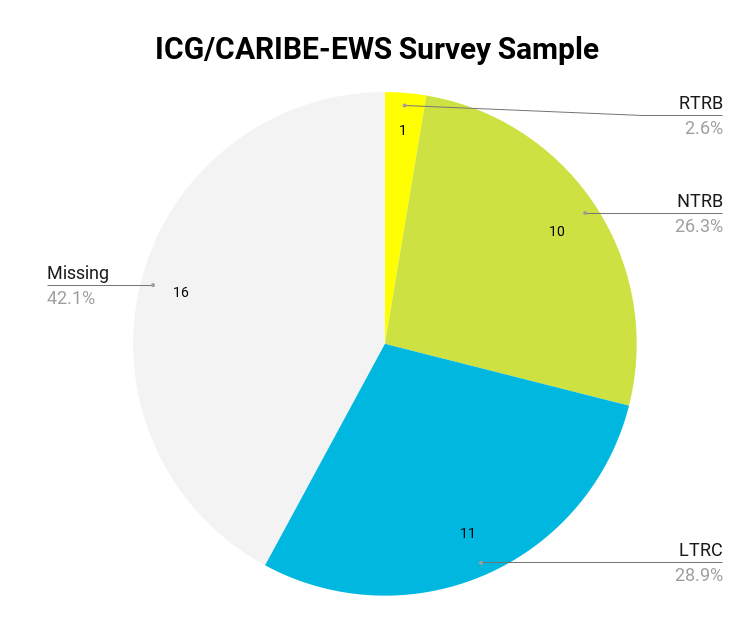 ICG/CARIBE-EWS Survey Sample
RTRB
2.6%
1
NTRB
26.3%
10
Missing
42.1%
16
11
LTRC
28.9%